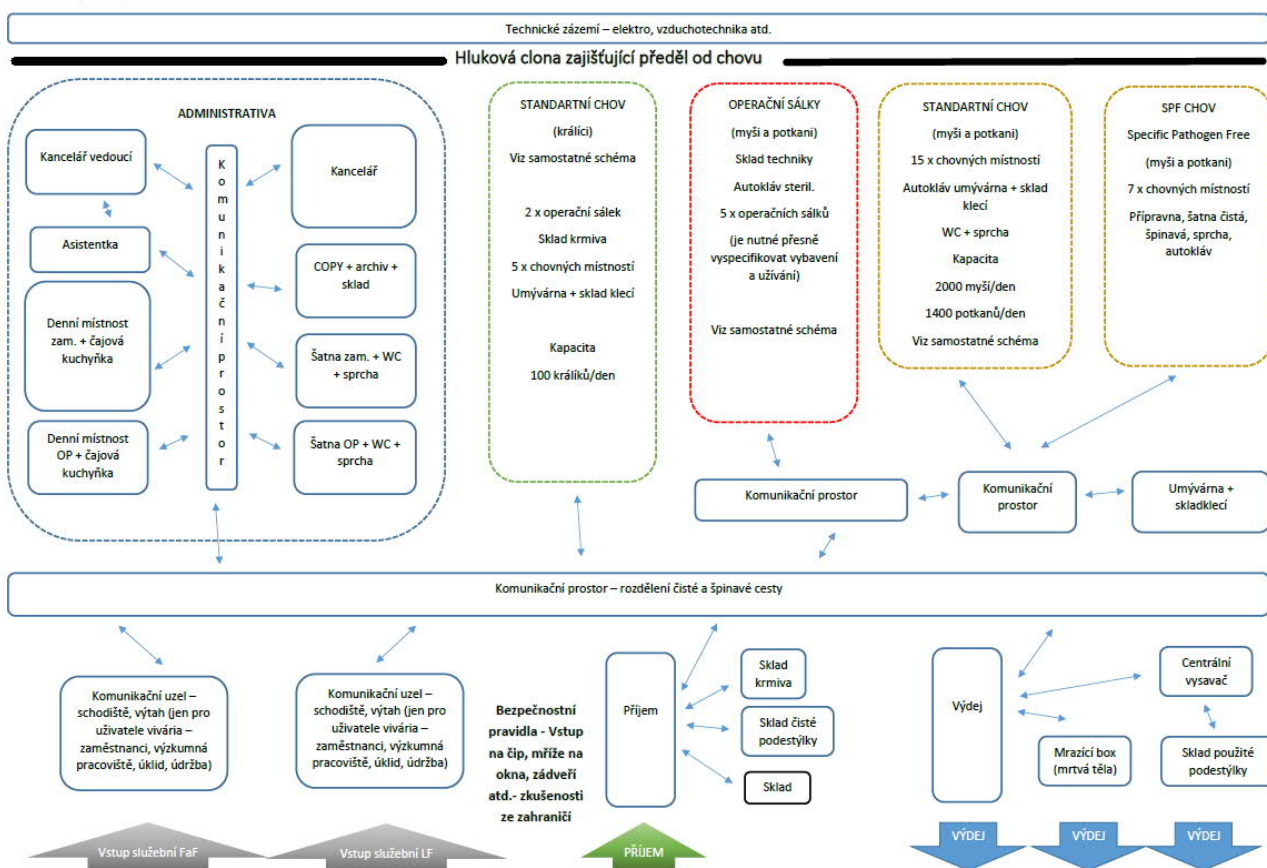 Technické zázemí – elektro, vzduchotechnika atd.
Hluková clona zajišťující předěl od chovu
ADMINISTRATIVA
Kancelář vedoucí
Asistentka
Denní místnost
zam. + čajová
kuchyňka
Denní místnost
OP + čajová
kuchyňka
Komunikační prostor
Kancelář
COPY + archiv +
sklad
Šatna zam. + WC
+ sprcha
Šatna OP + WC +
sprcha
STANDARTNÍ CHOV
(králíci)
Viz samostatné schéma
2 x operační sálek
Sklad krmiva
5 x chovných místností
Umývárna + sklad klecí
Kapacita
100 králíků/den
OPERAČNÍ SÁLKY
(myši a potkani)
Sklad techniky
Autokláv steril.
5 x operačních sálků
(je nutné přesně
vyspecifikovat vybavení
a užívání)
Viz samostatné schéma
STANDARTNÍ CHOV
(myši a potkani)
15 x chovných místností
Autokláv umývárna + sklad
klecí
WC + sprcha
Kapacita
2000 myší/den
1400 potkanů/den
Viz samostatné schéma
SPF CHOV
Specific Pathogen Free
(myši a potkani)
7 x chovných místností
Přípravna, šatna čistá,
špinavá, sprcha,
autokláv
Komunikační prostor
Komunikační
prostor
Umývárna +
skladklecí
Komunikační prostor – rozdělení čisté a špinavé cesty
Komunikační uzel –
schodiště, výtah (jen pro
uživatele vivária –
zaměstnanci, výzkumná
pracoviště, úklid, údržba)
Komunikační uzel –
schodiště, výtah (jen pro
uživatele vivária –
zaměstnanci, výzkumná
pracoviště, úklid, údržba)
Bezpečnostní
pravidla - Vstup
na čip, mříže na
okna, zádveří
atd.- zkušenosti
ze zahraničí
Příjem
Sklad
krmiva
Sklad čisté
podestýlky
Sklad
Výdej
Centrální
vysavač
Mrazící box
(mrtvá těla)
Sklad použité
podestýlky
Vstup služební FaF
Vstup služební LF
PŘÍJEM
VÝDEJ
VÝDEJ
VÝDEJ